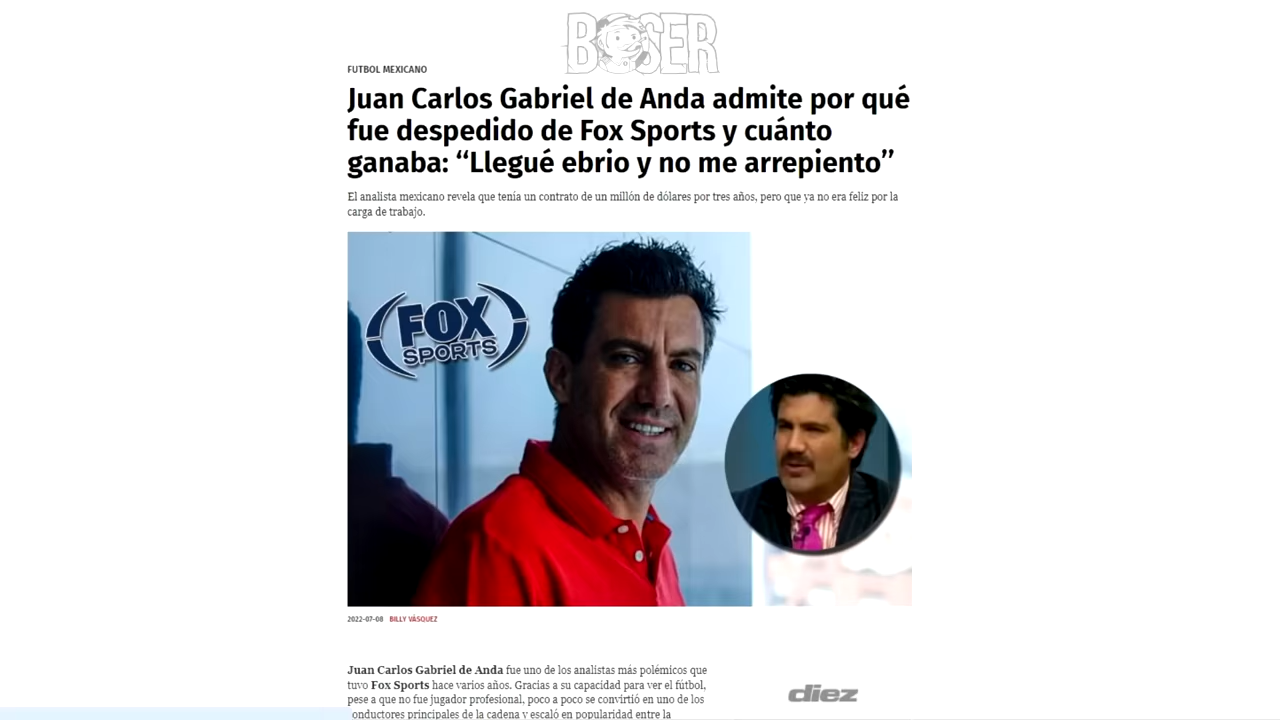 BOSER
FUTBOL MEXICANO
Juan Carlos Gabriel de Anda admite por qué
fue despedido de Fox Sports y cuánto
ganaba: “Llegué ebrio y no me arrepiento”
El analista mexicano revela que tenía un contrato de un millón de dólares por tres años, pero que ya no era feliz por la
carga de trabajo.
FOX
SPORTS
2022-07-08 BILLY VÁSQUEZ
Juan Carlos Gabriel de Anda fue uno de los analistas más polémicos que
tuvo Fox Sports hace varios años. Gracias a su capacidad para ver el fútbol,
pese a que no fue jugador profesional, poco a poco se convirtió en uno de los
conductores principales de la cadena y escaló en popularidad entre la
diez